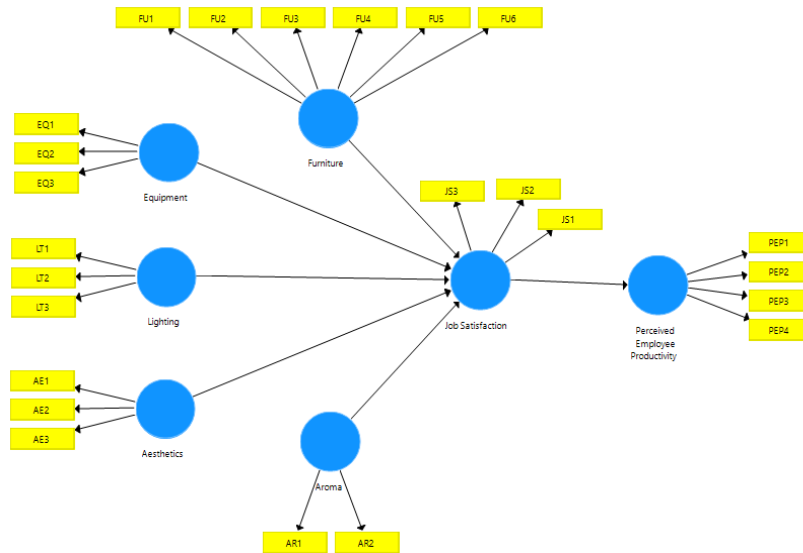 FU1
FU2
FU3
FU4
FU5
FU6
Furniture
EQ1
EQ2
EQ3
Equipment
JS3
JS2
JS1
Job Satisfaction
LT1
LT2
LT3
Lighting
PEP1
PEP2
PEP3
PEP4
Perceived
Employee
Productivity
AE1
AE2
AE3
Aesthetics
Aroma
AR1
AR2